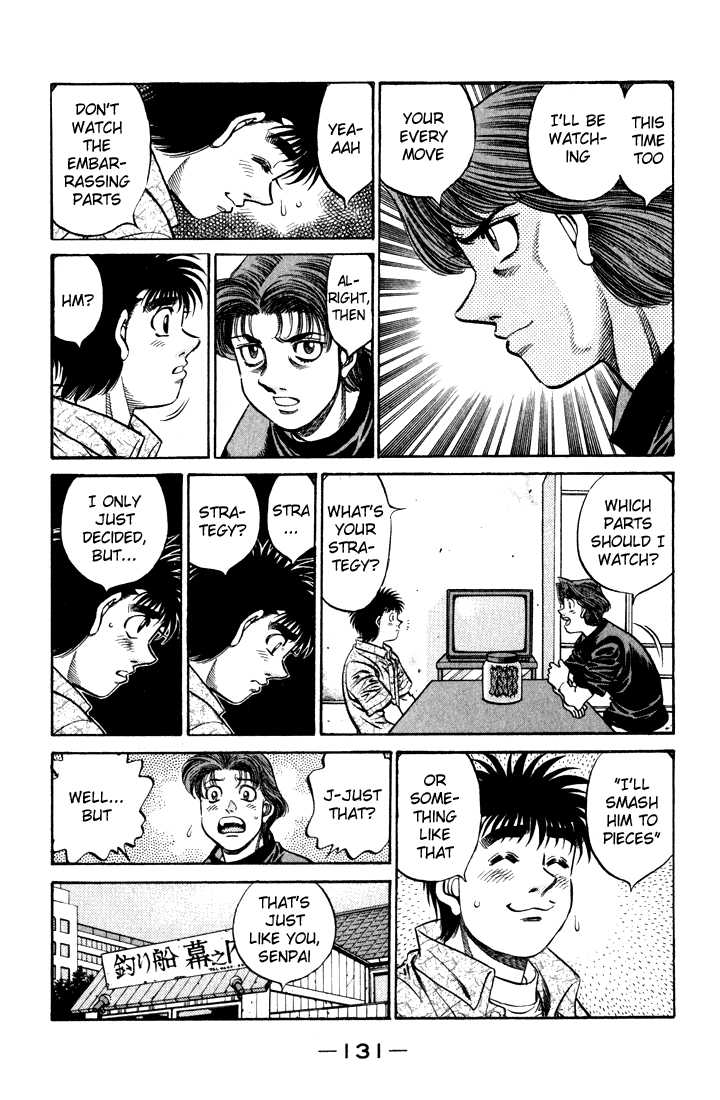 THIS
TIME
TOO
I'LL BE
WATCH-
ING
YOUR
EVERY
MOVE
YEA-
AAH
DON'T
WATCH
THE
EMBAR-
RASSING
PARTS
AL-
RIGHT,
THEN
HM?
WHICH
PARTS
SHOULD I
WATCH?
WHAT'S
YOUR
STRA-
TEGY?
STRA
...
STRA-
TEGY?
I ONLY
JUST
DECIDED,
BUT...
"I'LL
SMASH
HIM TO
PIECES"
OR
SOME-
THING
LIKE
THAT
J-JUST
THAT?
WELL...
BUT
THAT'S
JUST
LIKE YOU,
SENPAI
釣り船 幕之内
—131—